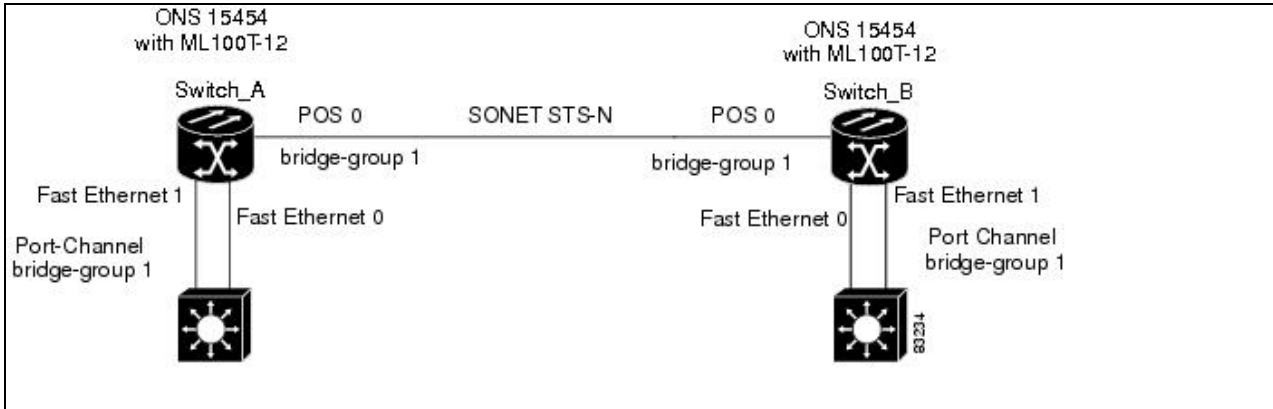 ONS 15454
with ML100T-12
Switch_A
POS 0
SONET STS-N
POS 0
ONS 15454
with ML100T-12
Switch_B
bridge-group 1
bridge-group 1
Fast Ethernet 1
Fast Ethernet 0
Port-Channel
bridge-group 1
Fast Ethernet 0
Fast Ethernet 1
Port Channel
bridge-group 1
83234